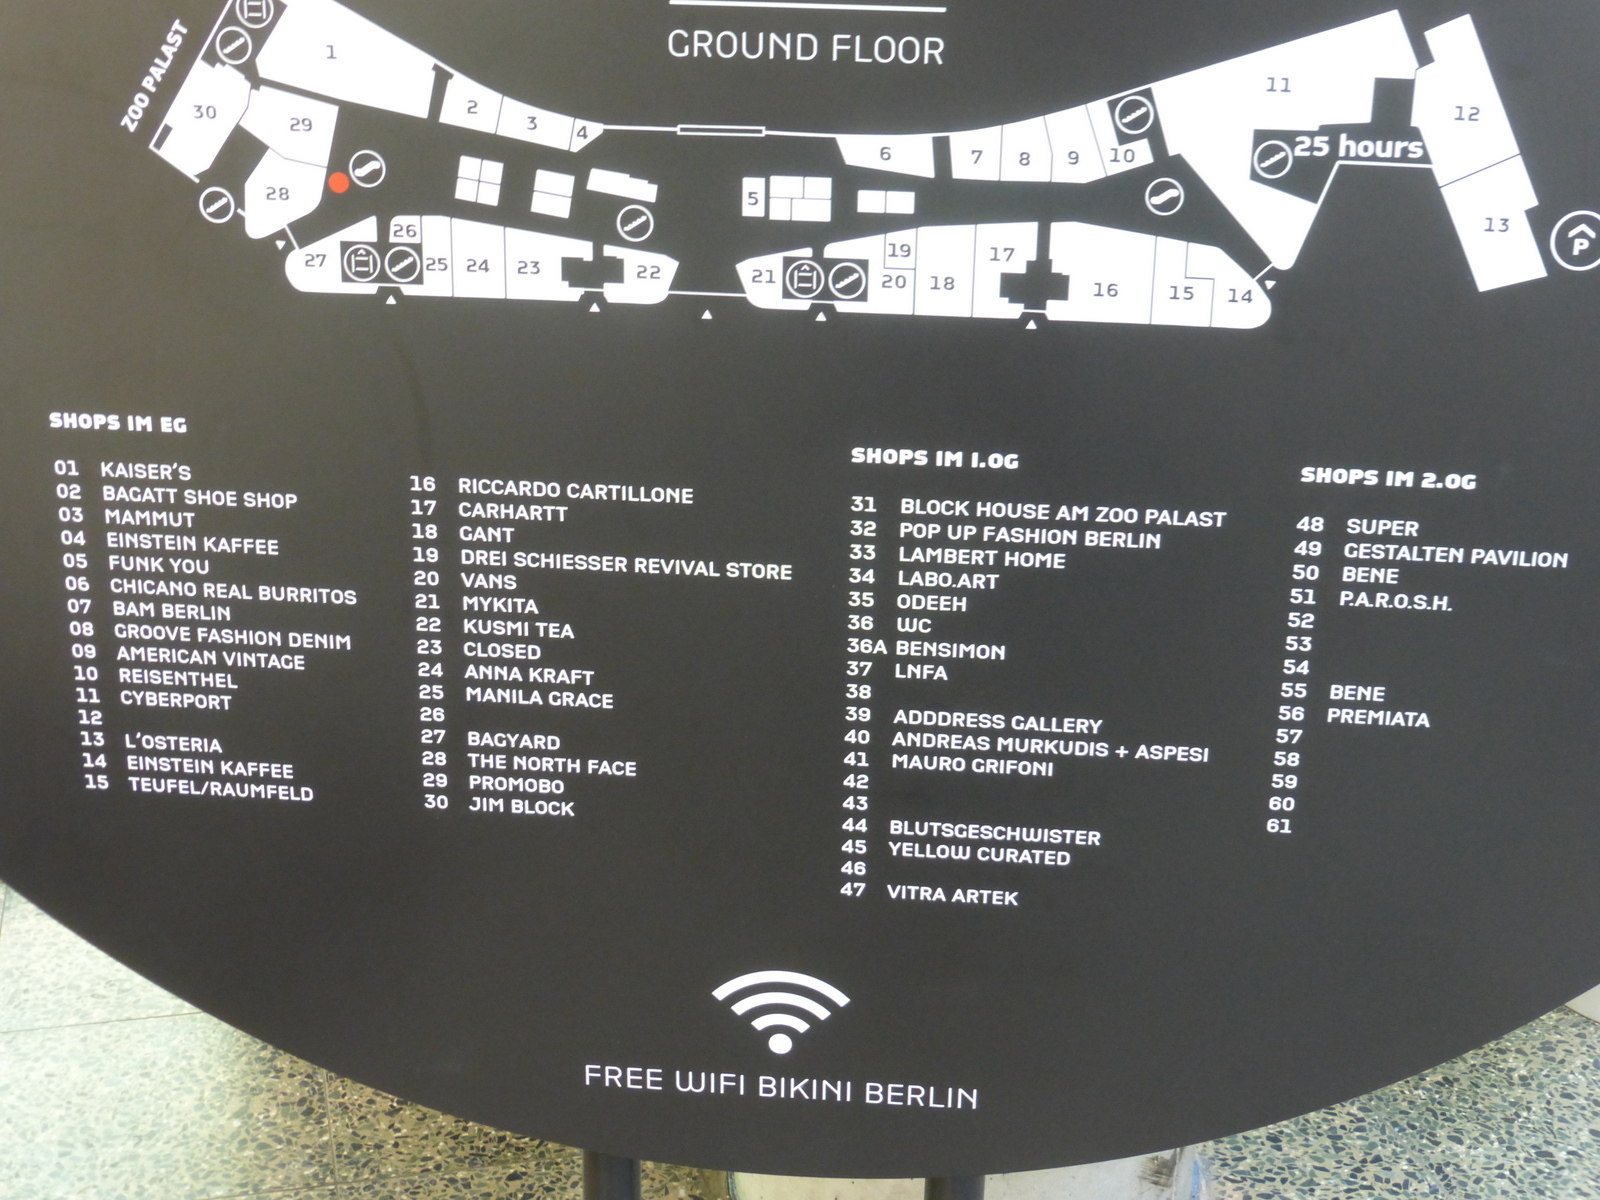 GROUND FLOOR
ZOO PALAST
1
2
3
4
5
6
7
8
9
10
11
12
13
14
15
16
17
18
19
20
21
22
23
24
25
26
27
28
29
30
25 hours
P
SHOPS IM EG
01 KAISER'S
02 BAGATT SHOE SHOP
03 MAMMUT
04 EINSTEIN KAFFEE
05 FUNK YOU
06 CHICANO REAL BURRITOS
07 BAM BERLIN
08 GROOVE FASHION DENIM
09 AMERICAN VINTAGE
10 REISENTHEL
11 CYBERPORT
12
13 L'OSTERIA
14 EINSTEIN KAFFEE
15 TEUFEL/RAUMFELD
16 RICCARDO CARTILLONE
17 CARHARTT
18 GANT
19 DREI SCHIESSER REVIVAL STORE
20 VANS
21 MYKITA
22 KUSMI TEA
23 CLOSED
24 ANNA KRAFT
25 MANILA GRACE
26
27 BAGYARD
28 THE NORTH FACE
29 PROMOBO
30 JIM BLOCK
SHOPS IM 1.OG
31 BLOCK HOUSE AM ZOO PALAST
32 POP UP FASHION BERLIN
33 LAMBERT HOME
34 LABO.ART
35 ODEEH
36 WC
36A BENSIMON
37 LNFA
38
39 ADDDRESS GALLERY
40 ANDREAS MURKUDIS + ASPESI
41 MAURO GRIFONI
42
43
44 BLUTSGESCHWISTER
45 YELLOW CURATED
46
47 VITRA ARTEK
SHOPS IM 2.OG
48 SUPER
49 GESTALTEN PAVILION
50 BENE
51 P.A.R.O.S.H.
52
53
54
55 BENE
56 PREMIATA
57
58
59
60
61
FREE WIFI BIKINI BERLIN